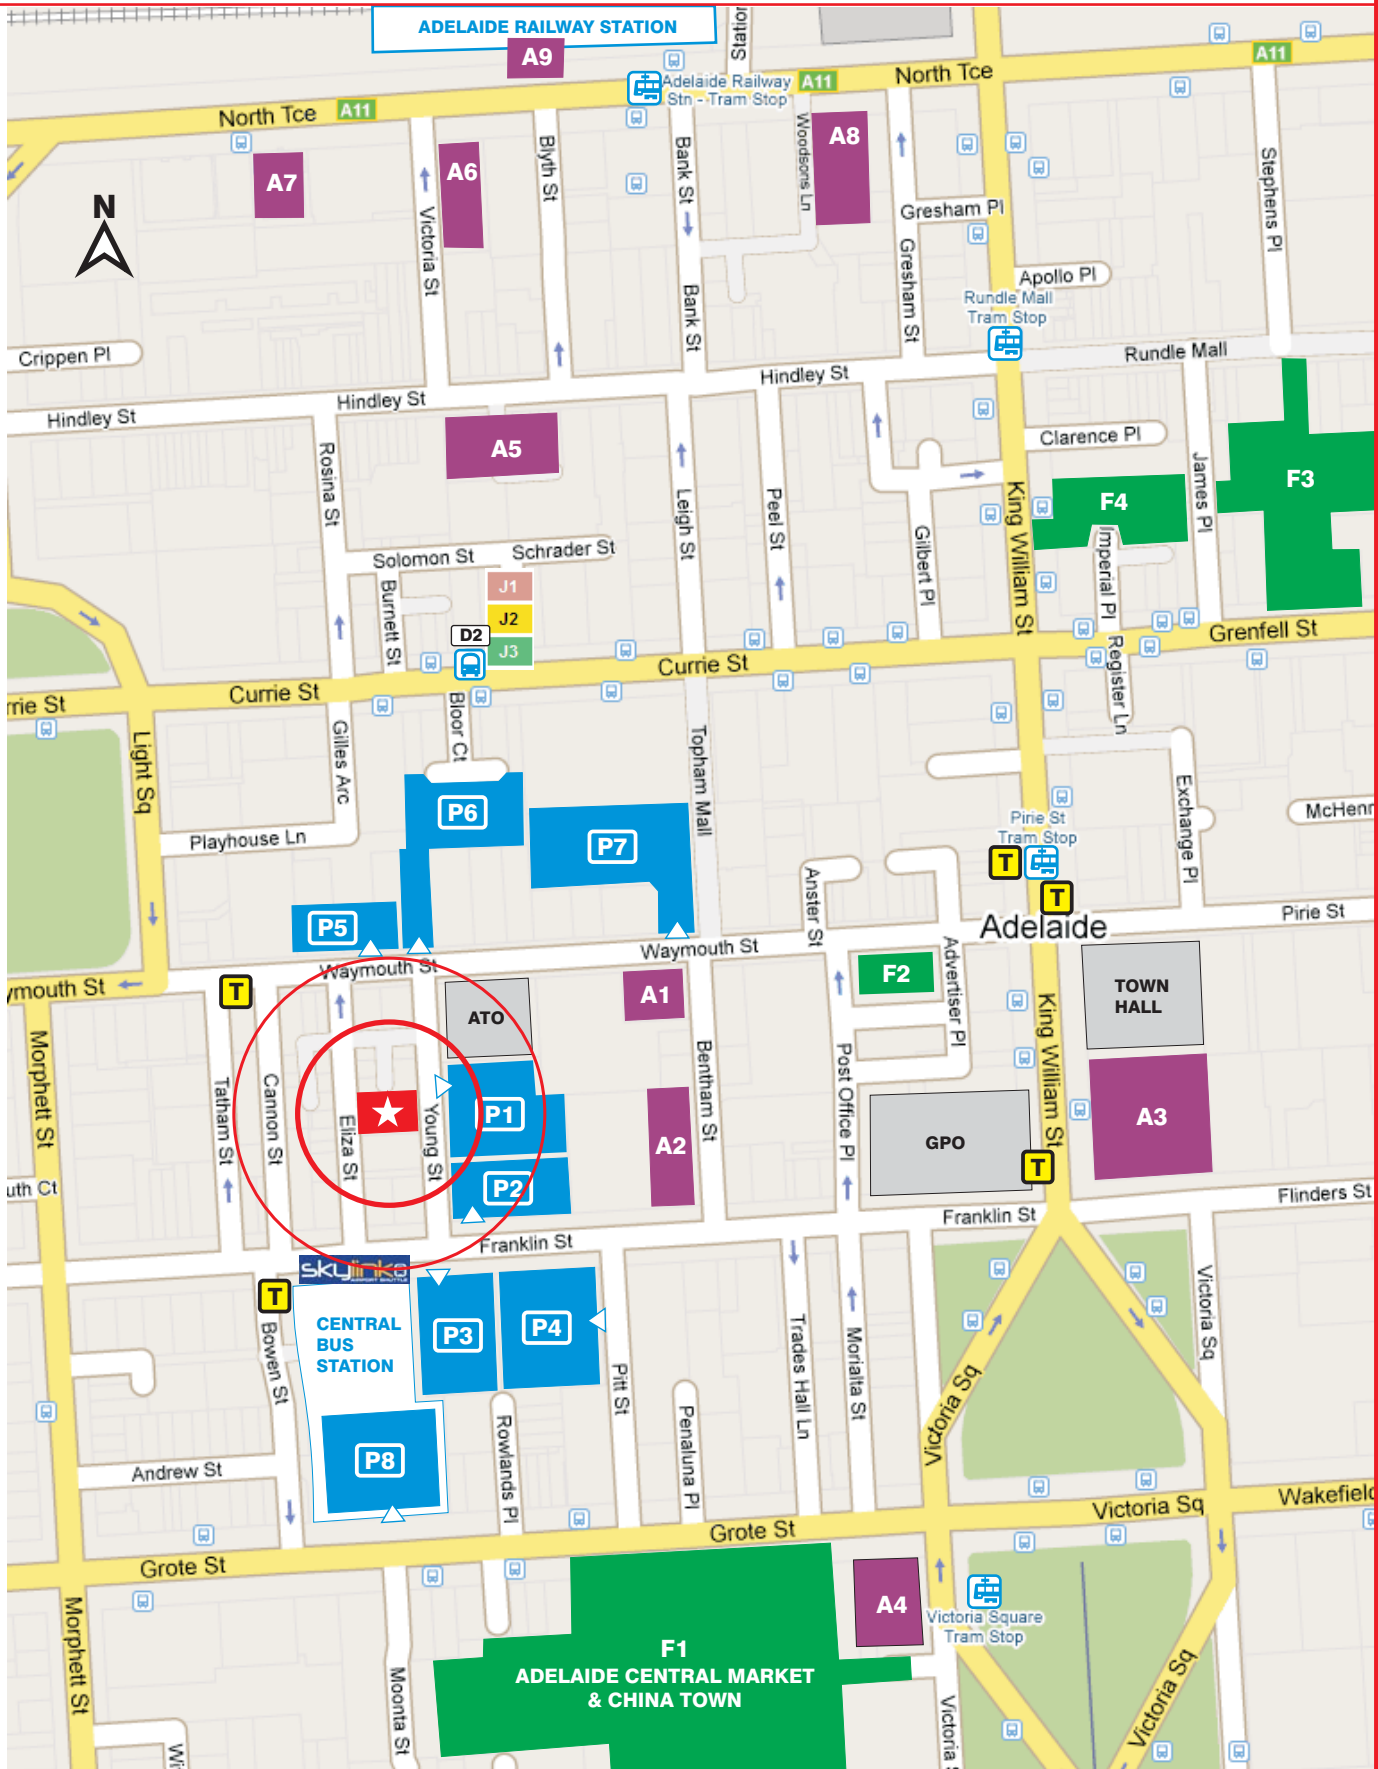 ADELAIDE RAILWAY STATION
A9
Station
Adelaide Railway
Stn - Tram Stop
A11
North Tce
A11
North Tce
A11
A7
A6
A8
N
Victoria St
Blyth St
Bank St
Woodsons Ln
Gresham Pl
Gresham St
Stephens Pl
Apollo Pl
Bank St
Rundle Mall
Tram Stop
Crippen Pl
Rundle Mall
Hindley St
Hindley St
Hindley St
A5
Clarence Pl
Rosina St
Leigh St
Peel St
Gilbert Pl
King William St
F4
James Pl
F3
Imperial Pl
Solomon St
Schrader St
Burnett St
J1
J2
J3
D2
Currie St
Grenfell St
Register Ln
Currie St
rrie St
Bloor Ct
Light Sq
Gilles Arc
Topham Mall
Playhouse Ln
P6
P7
P5
Exchange Pl
McHenr
Pirie St
Tram Stop
T
T
Adelaide
Pirie St
Anster St
Waymouth St
Waymouth St
ymouth St
T
ATO
A1
F2
Advertiser Pl
TOWN
HALL
King William St
Morphett St
Tatham St
Cannon St
Eliza St
Young St
P1
P2
A2
Bentham St
Post Office Pl
GPO
T
A3
uth Ct
Flinders St
Franklin St
Franklin St
skylink
AIRPORT SHUTTLE
T
CENTRAL
BUS
STATION
P3
P4
Bowen St
Pitt St
Trades Hall Ln
Morialta St
Victoria Sq
Victoria Sq
Penaluna Pl
Rowlands Pl
P8
Andrew St
Victoria Sq
Wakefield
Grote St
Grote St
Morphett St
A4
Victoria Square
Tram Stop
F1
ADELAIDE CENTRAL MARKET
& CHINA TOWN
Moonta St
Victoria S
Victoria Sq
Wi